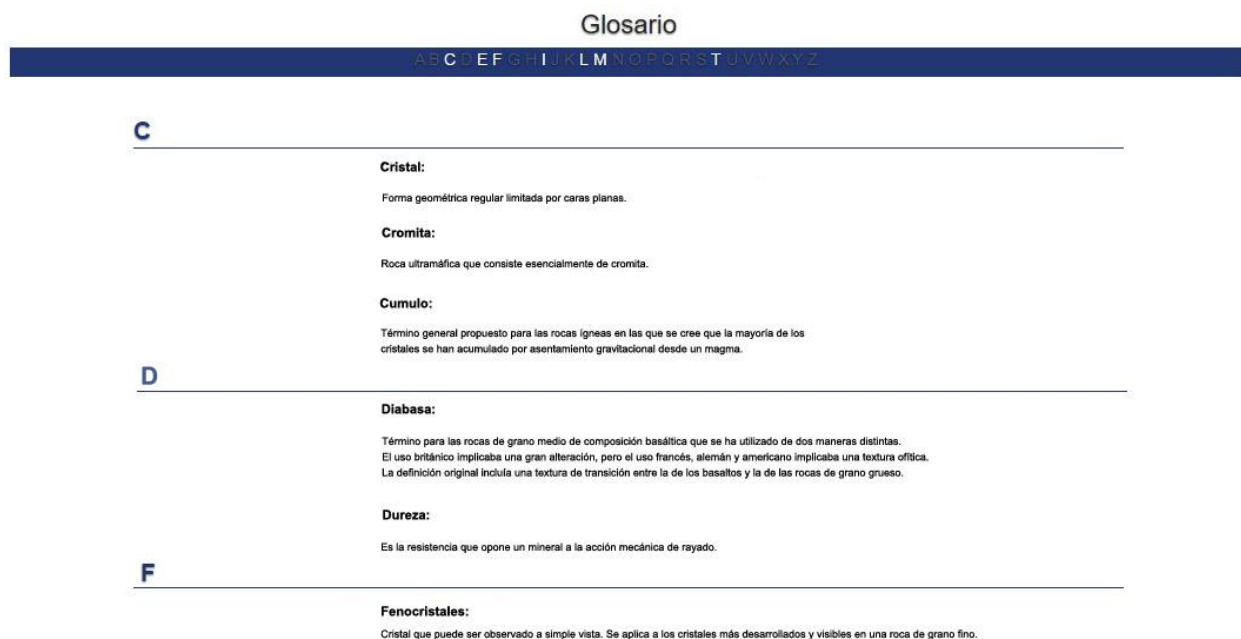 Glosario
A B C D E F G H I J K L M N O P Q R S T U V W X Y Z
C
Cristal:
Forma geométrica regular limitada por caras planas.
Cromita:
Roca ultramáfica que consiste esencialmente de cromita.
Cumulo:
Término general propuesto para las rocas ígneas en las que se cree que la mayoría de los
cristales se han acumulado por asentamiento gravitacional desde un magma.
D
Diabasa:
Término para las rocas de grano medio de composición basáltica que se ha utilizado de dos maneras distintas.
El uso británico implicaba una gran alteración, pero el uso francés, alemán y americano implicaba una textura ofítica.
La definición original incluía una textura de transición entre la de los basaltos y la de las rocas de grano grueso.
Dureza:
Es la resistencia que opone un mineral a la acción mecánica de rayado.
F
Fenocristales:
Cristal que puede ser observado a simple vista. Se aplica a los cristales más desarrollados y visibles en una roca de grano fino.